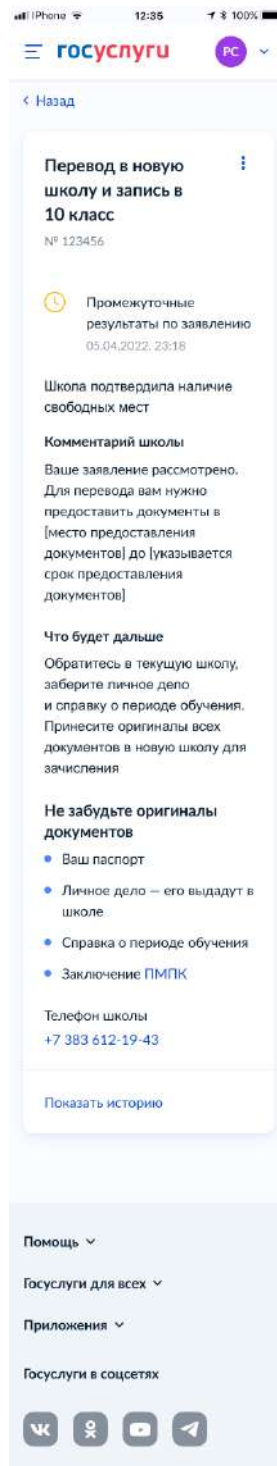 iPhone 12:35 100%
госуслуги РС
Назад
Перевод в новую
школу и запись в
10 класс
№ 123456
Промежуточные
результаты по заявлению
05.04.2022. 23:18
Школа подтвердила наличие
свободных мест
Комментарий школы
Ваше заявление рассмотрено.
Для перевода вам нужно
предоставить документы в
[место предоставления
документов] до [указывается
срок предоставления
документов]
Что будет дальше
Обратитесь в текущую школу,
заберите личное дело
и справку о периоде обучения.
Принесите оригиналы всех
документов в новую школу для
зачисления
Не забудьте оригиналы
документов
Ваш паспорт
Личное дело — его выдадут в
школе
Справка о периоде обучения
Заключение ПМПК
Телефон школы
+7 383 612-19-43
Показать историю
Помощь
Госуслуги для всех
Приложения
Госуслуги в соцсетях